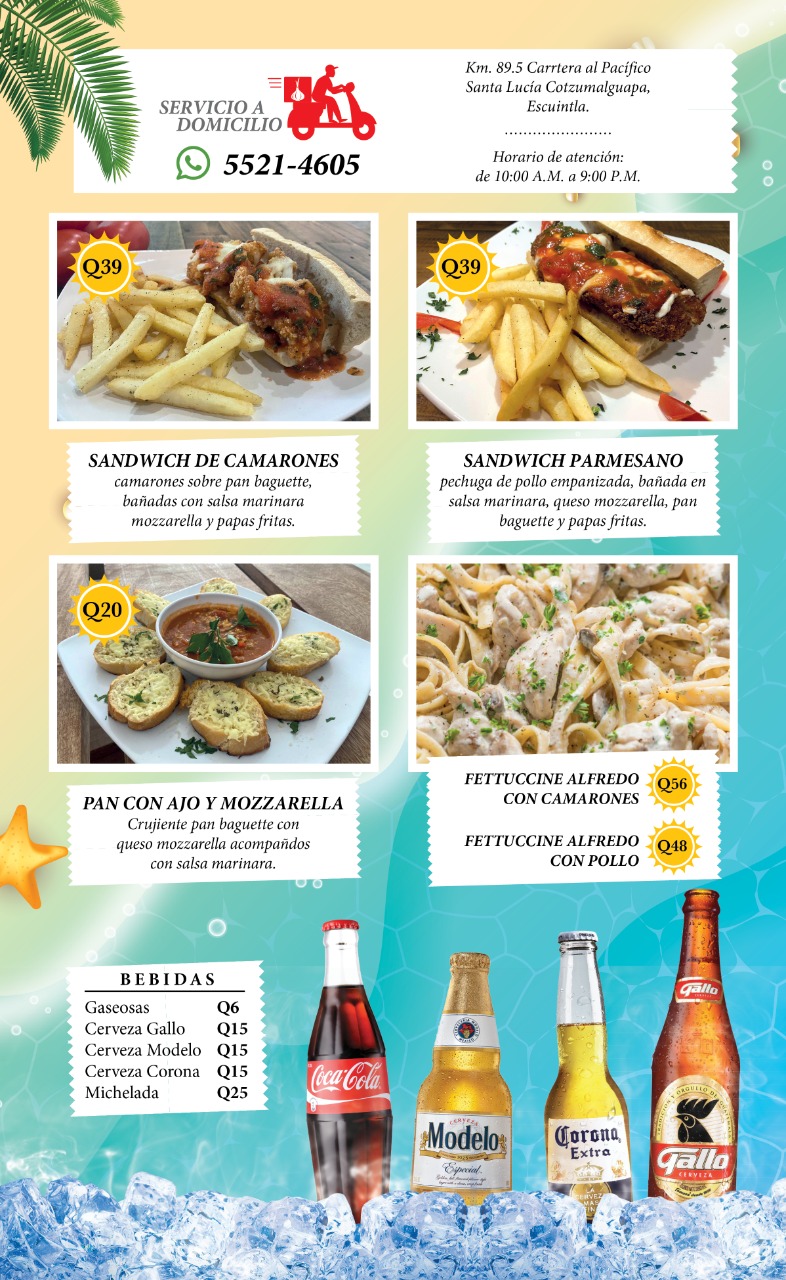 SERVICIO A
DOMICILIO
5521-4605
Km. 89.5 Carrtera al Pacífico
Santa Lucía Cotzumalguapa,
Escuintla.
.......................
Horario de atención:
de 10:00 A.M. a 9:00 P.M.
Q39
SANDWICH DE CAMARONES
camarones sobre pan baguette,
bañadas con salsa marinara
mozzarella y papas fritas.
Q39
SANDWICH PARMESANO
pechuga de pollo empanizada, bañada en
salsa marinara, queso mozzarella, pan
baguette y papas fritas.
Q20
PAN CON AJO Y MOZZARELLA
Crujiente pan baguette con
queso mozzarella acompañdos
con salsa marinara.
FETTUCCINE ALFREDO
CON CAMARONES
Q56
FETTUCCINE ALFREDO
CON POLLO
Q48
BEBIDAS
Gaseosas Q6
Cerveza Gallo Q15
Cerveza Modelo Q15
Cerveza Corona Q15
Michelada Q25
Coca-Cola
CERVEZA
Modelo
Especial
Corona
Extra
Gallo
Gallo
CERVEZA